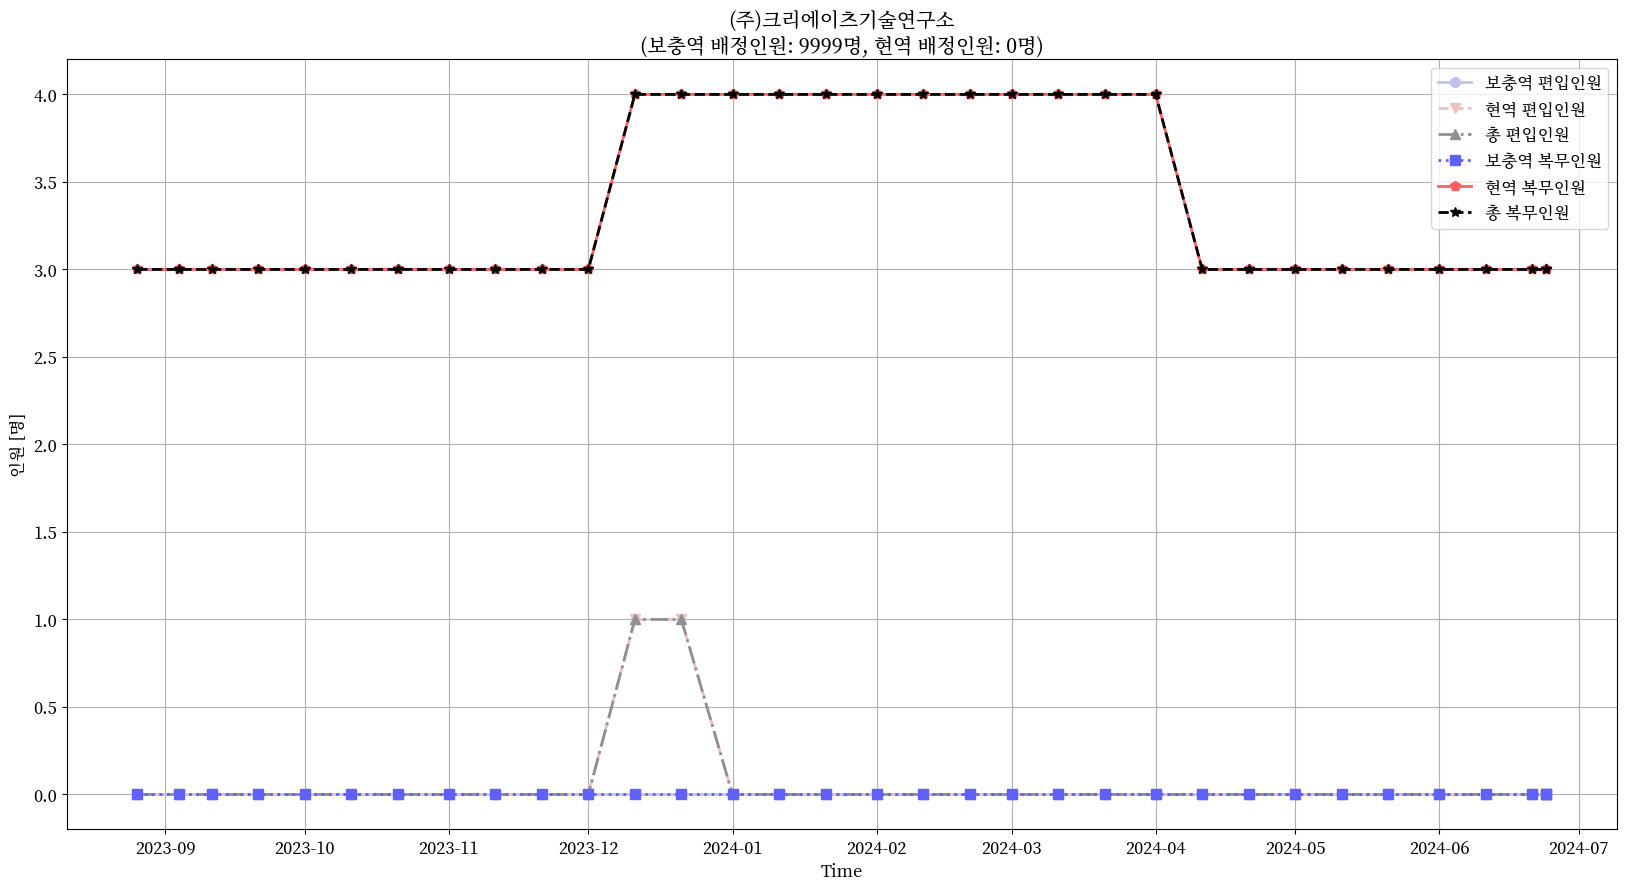 (주)크리에이츠기술연구소
(보충역 배정인원: 9999명, 현역 배정인원: 0명)
보충역 편입인원
현역 편입인원
총 편입인원
보충역 복무인원
현역 복무인원
총 복무인원
인원 [명]
4.0
3.5
3.0
2.5
2.0
1.5
1.0
0.5
0.0
2023-09 2023-10 2023-11 2023-12 2024-01 2024-02 2024-03 2024-04 2024-05 2024-06 2024-07
Time